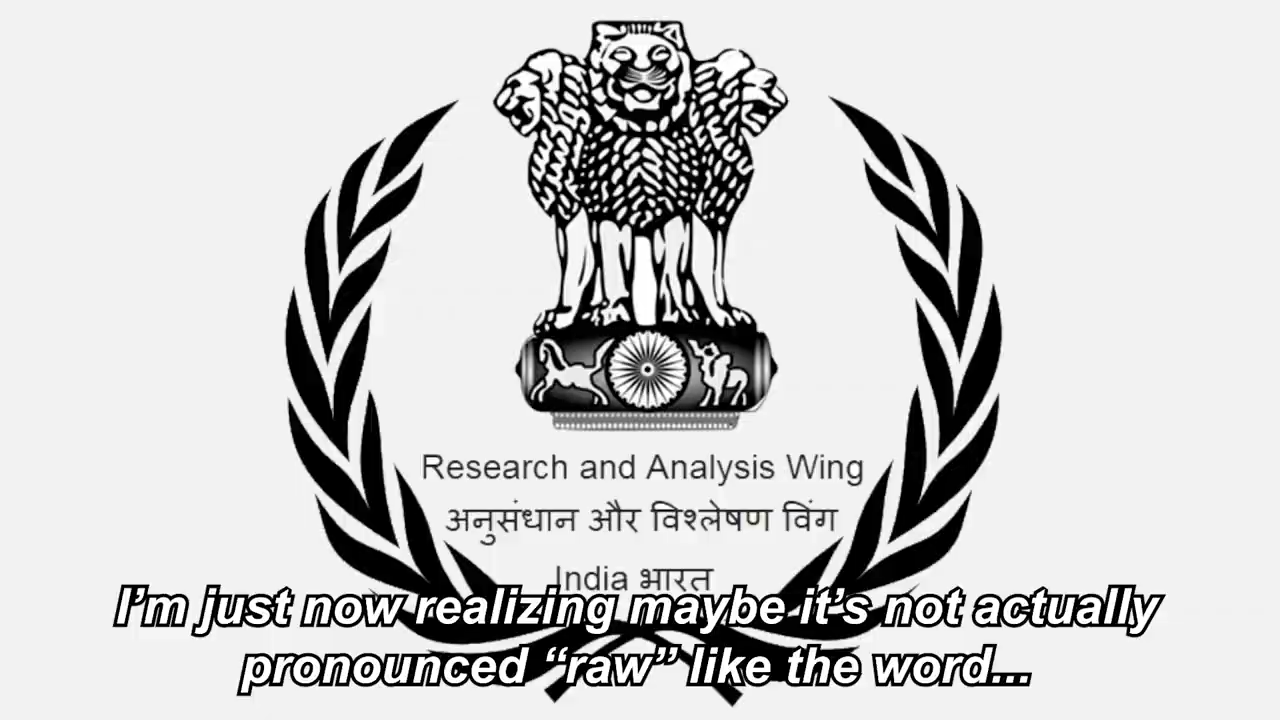 Research and Analysis Wing
अनुसंधान और विश्लेषण विंग
India भारत
I'm just now realizing maybe it's not actually
pronounced “raw” like the word...